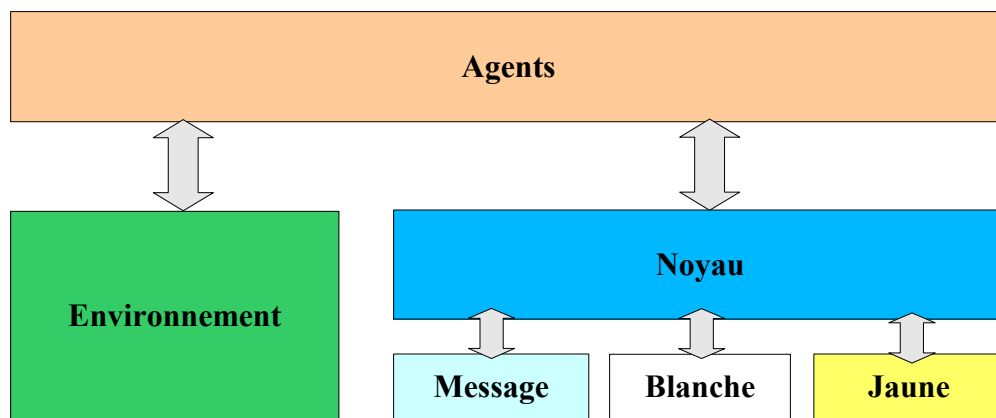 Agents
Environnement
Noyau
Message
Blanche
Jaune